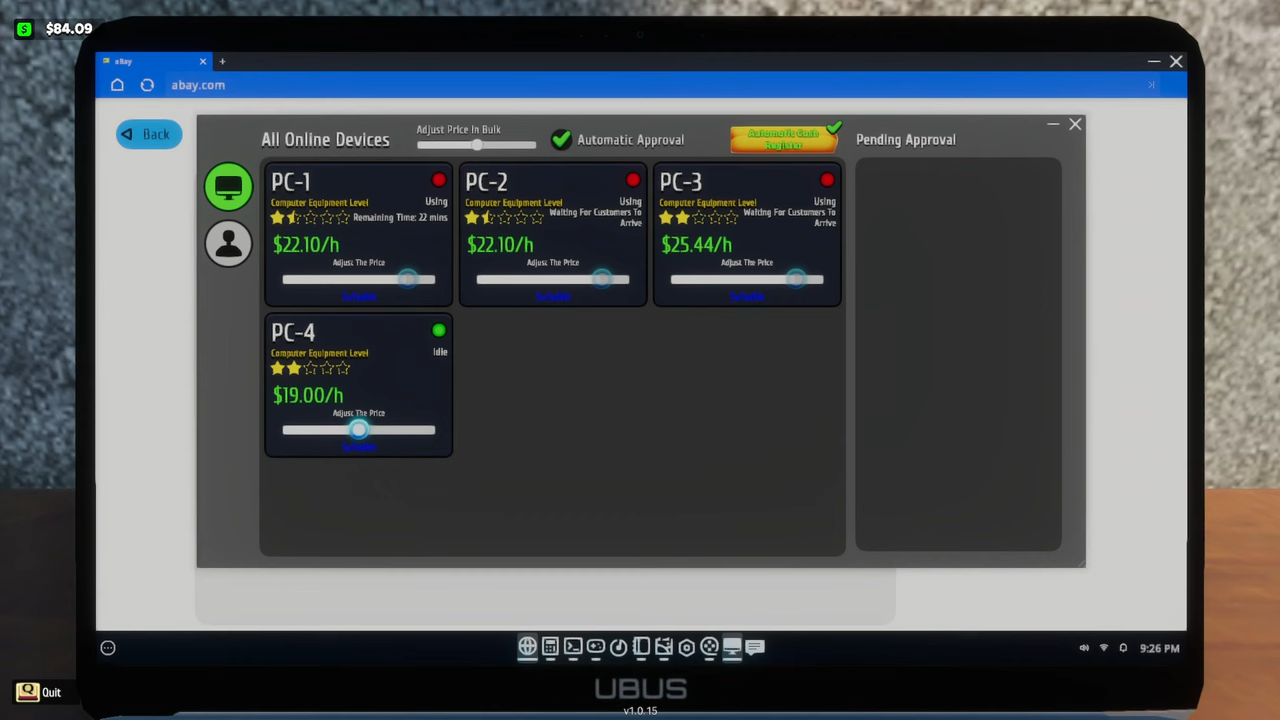 $84.09
aBay
abay.com
Back
All Online Devices
Adjust Price In Bulk
Automatic Approval
Automatic Cash
Register
Pending Approval
PC-1
Computer Equipment Level
Using
Remaining Time: 22 mins
$22.10/h
Adjust The Price
Suitable
PC-2
Computer Equipment Level
Using
Waiting For Customers To
Arrive
$22.10/h
Adjust The Price
Suitable
PC-3
Computer Equipment Level
Using
Waiting For Customers To
Arrive
$25.44/h
Adjust The Price
Suitable
PC-4
Computer Equipment Level
Idle
$19.00/h
Adjust The Price
Suitable
9:26 PM
Q Quit
UBUS
v1.0.15